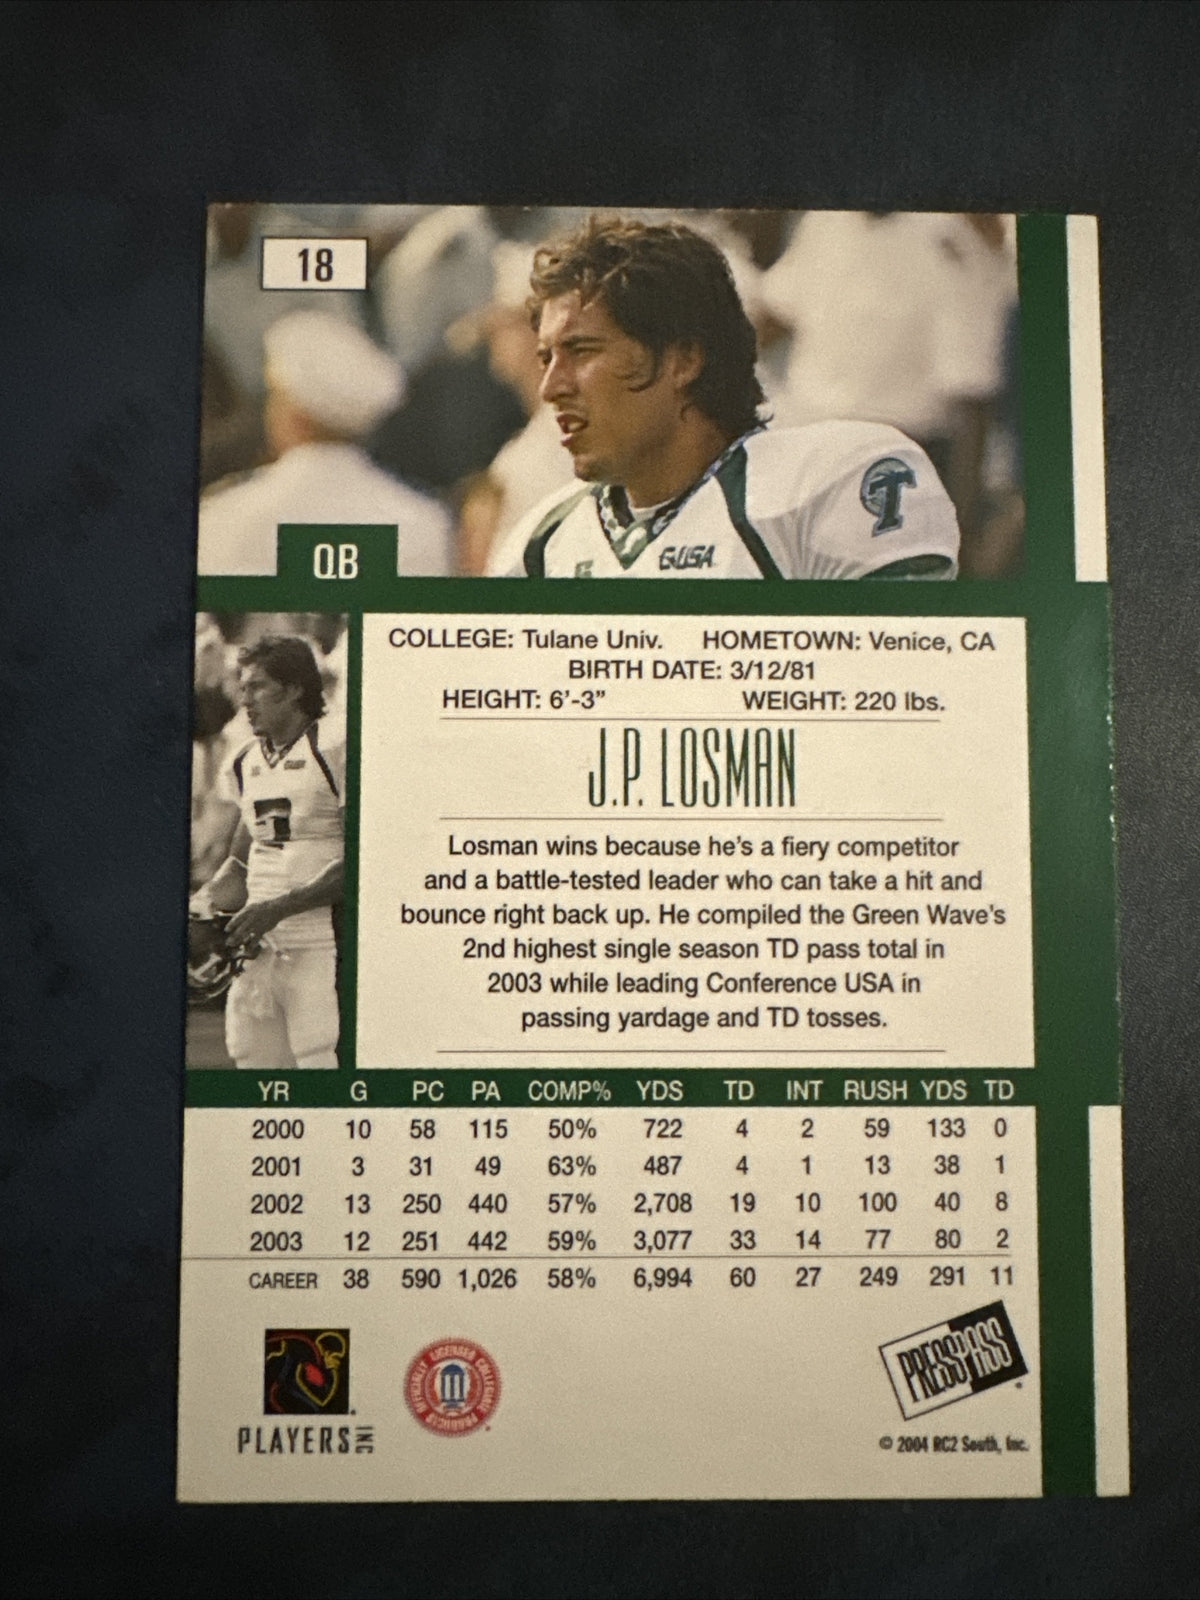 18
T
C-USA
QB
COLLEGE: Tulane Univ. HOMETOWN: Venice, CA
BIRTH DATE: 3/12/81
HEIGHT: 6'-3" WEIGHT: 220 lbs.
7
J.P. LOSMAN
Losman wins because he's a fiery competitor
and a battle-tested leader who can take a hit and
bounce right back up. He compiled the Green Wave's
2nd highest single season TD pass total in
2003 while leading Conference USA in
passing yardage and TD tosses.
YR G PC PA COMP% YDS TD INT RUSH YDS TD
2000 10 58 115 50% 722 4 2 59 133 0
2001 3 31 49 63% 487 4 1 13 38 1
2002 13 250 440 57% 2,708 19 10 100 40 8
2003 12 251 442 59% 3,077 33 14 77 80 2
CAREER 38 590 1,026 58% 6,994 60 27 249 291 11
PLAYERS INC
OFFICIALLY LICENSED COLLEGIATE PRODUCTS
PRESS PASS
© 2004 RC2 South, Inc.